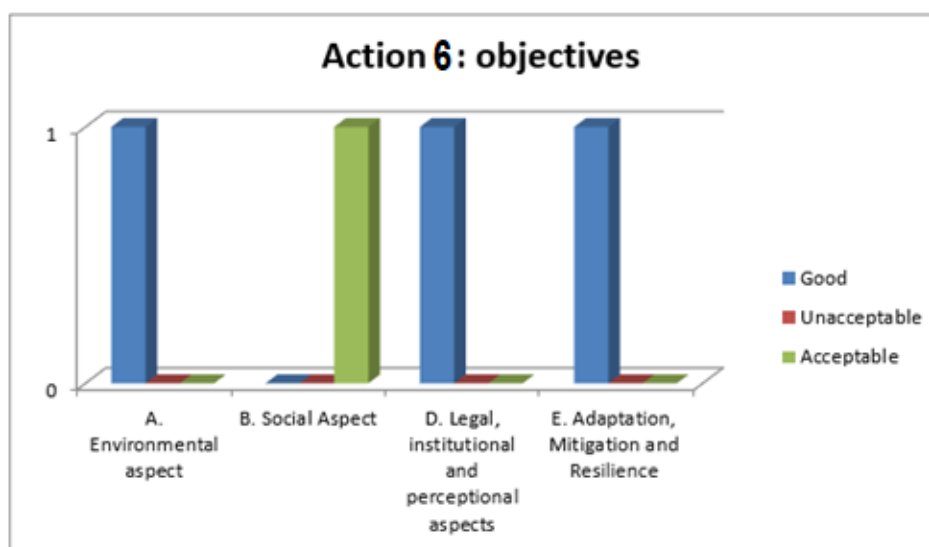 Action 6: objectives
1
0
A.
Environmental
aspect
B. Social Aspect
D. Legal,
institutional
and
perceptional
aspects
E. Adaptation,
Mitigation and
Resilience
Good
Unacceptable
Acceptable